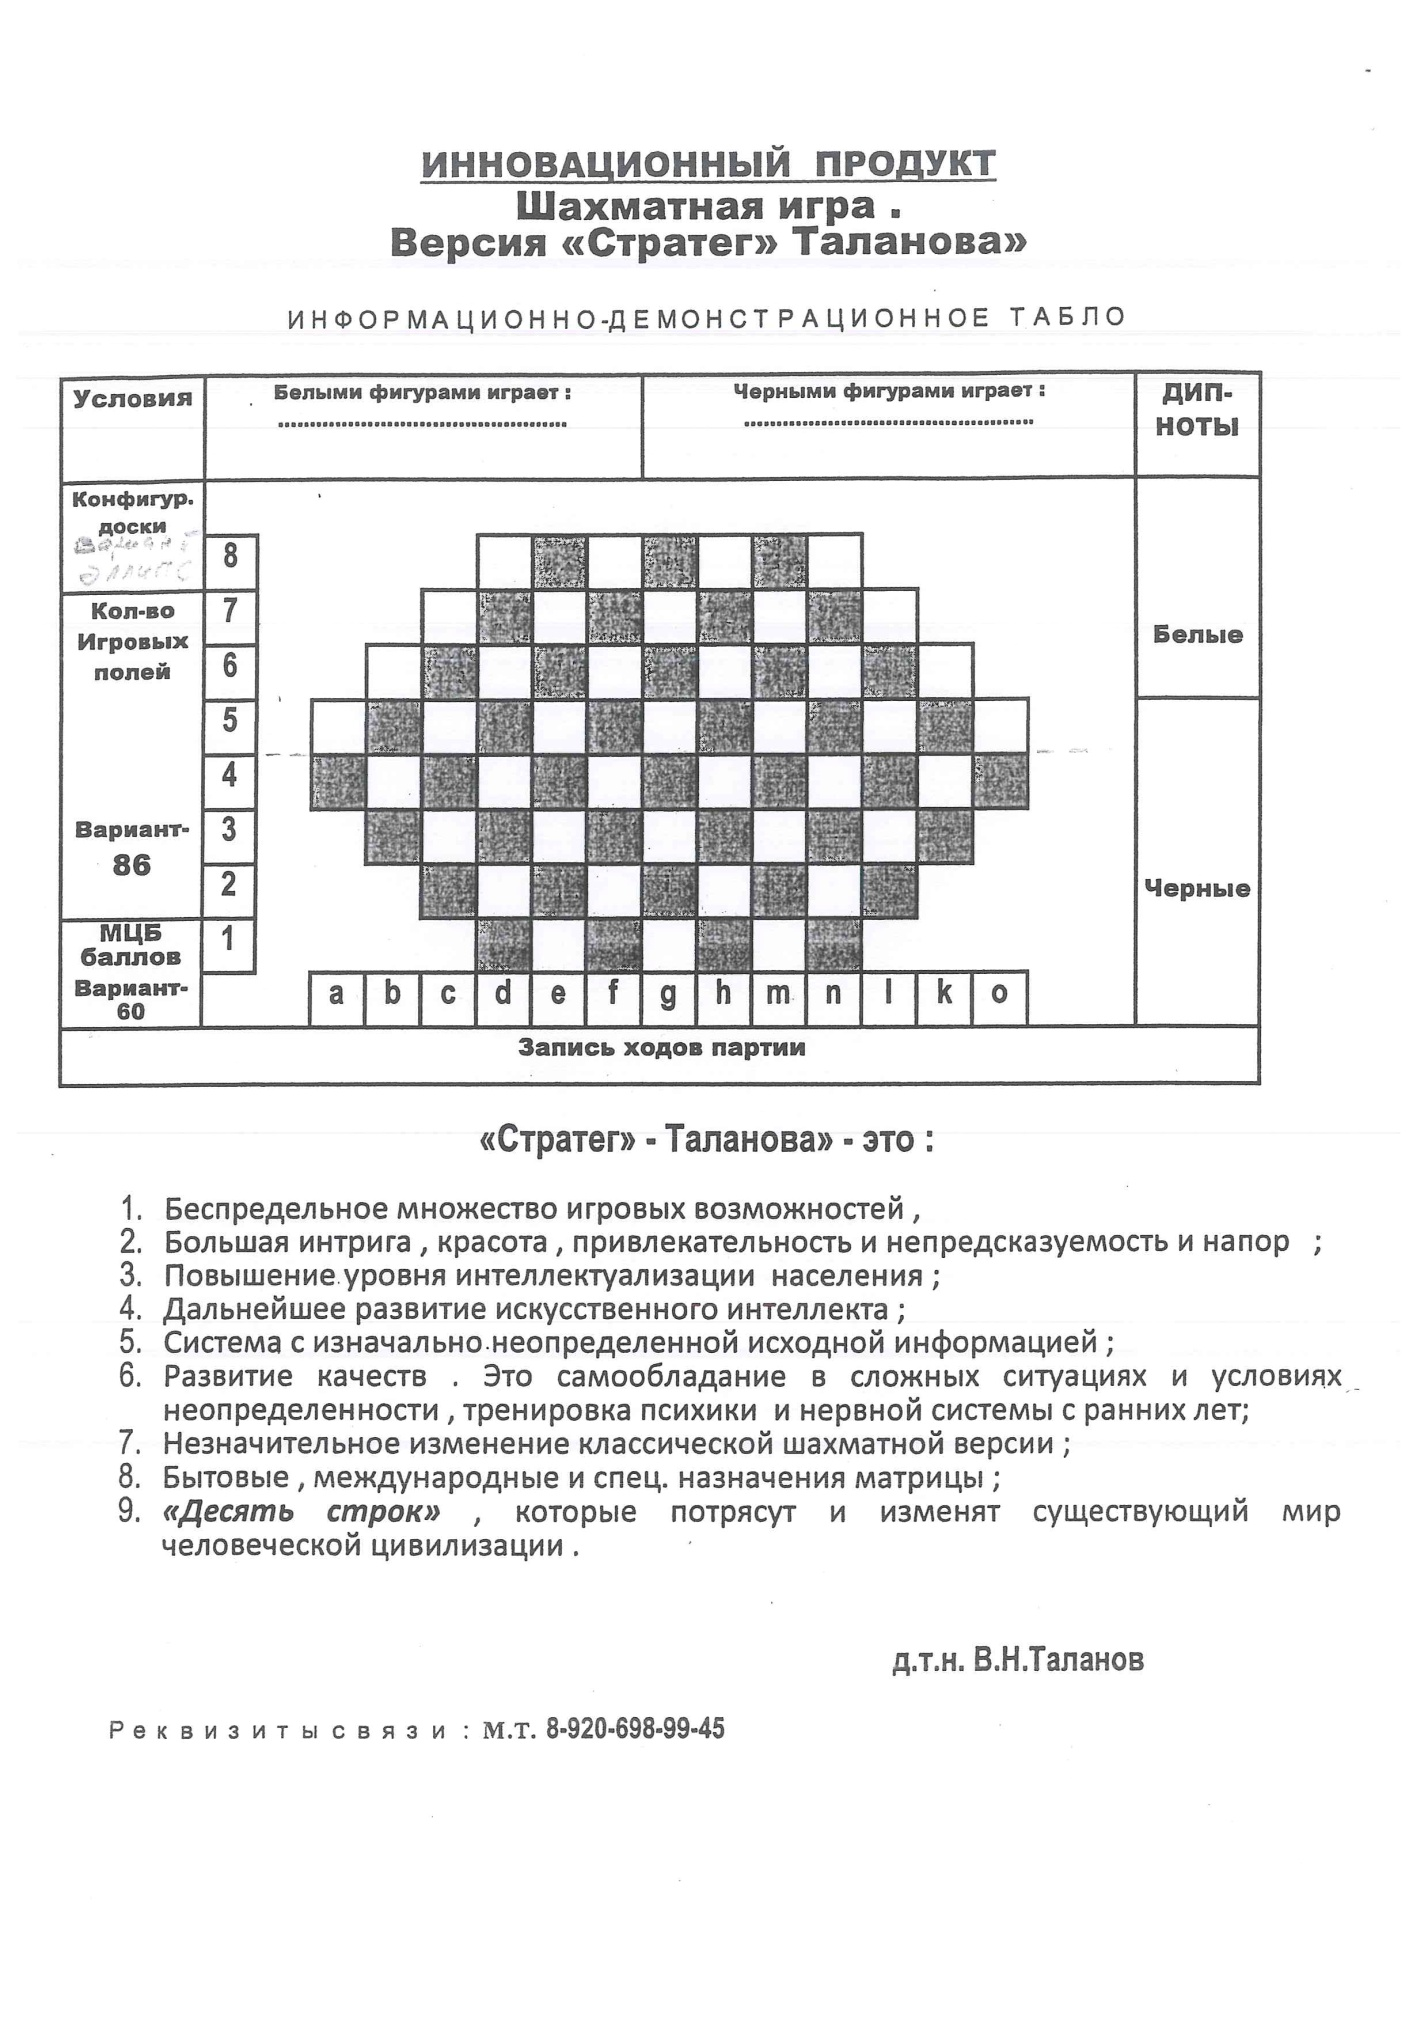 ИННОВАЦИОННЫЙ ПРОДУКТ
Шахматная игра .
Версия «Стратег» Таланова»
ИНФОРМАЦИОННО-ДЕМОНСТРАЦИОННОЕ ТАБЛО
Условия
Белыми фигурами играет :
Черными фигурами играет :
ДИП-
НОТЫ
Конфигур.
доски
Вариант
эллипс
8
Кол-во
Игровых
полей
7
6
5
4
3
2
1
Белые
Вариант-
86
Черные
МЦБ
баллов
Вариант-
60
a b c d e f g h m n l k o
Запись ходов партии
«Стратег» - Таланова» - это :
1. Беспредельное множество игровых возможностей ,
2. Большая интрига , красота , привлекательность и непредсказуемость и напор ;
3. Повышение уровня интеллектуализации населения ;
4. Дальнейшее развитие искусственного интеллекта ;
5. Система с изначально неопределенной исходной информацией ;
6. Развитие качеств . Это самообладание в сложных ситуациях и условиях
неопределенности , тренировка психики и нервной системы с ранних лет;
7. Незначительное изменение классической шахматной версии ;
8. Бытовые , международные и спец. назначения матрицы ;
9. «Десять строк» , которые потрясут и изменят существующий мир
человеческой цивилизации .
д.т.н. В.Н.Таланов
Реквизиты связи : М.Т. 8-920-698-99-45